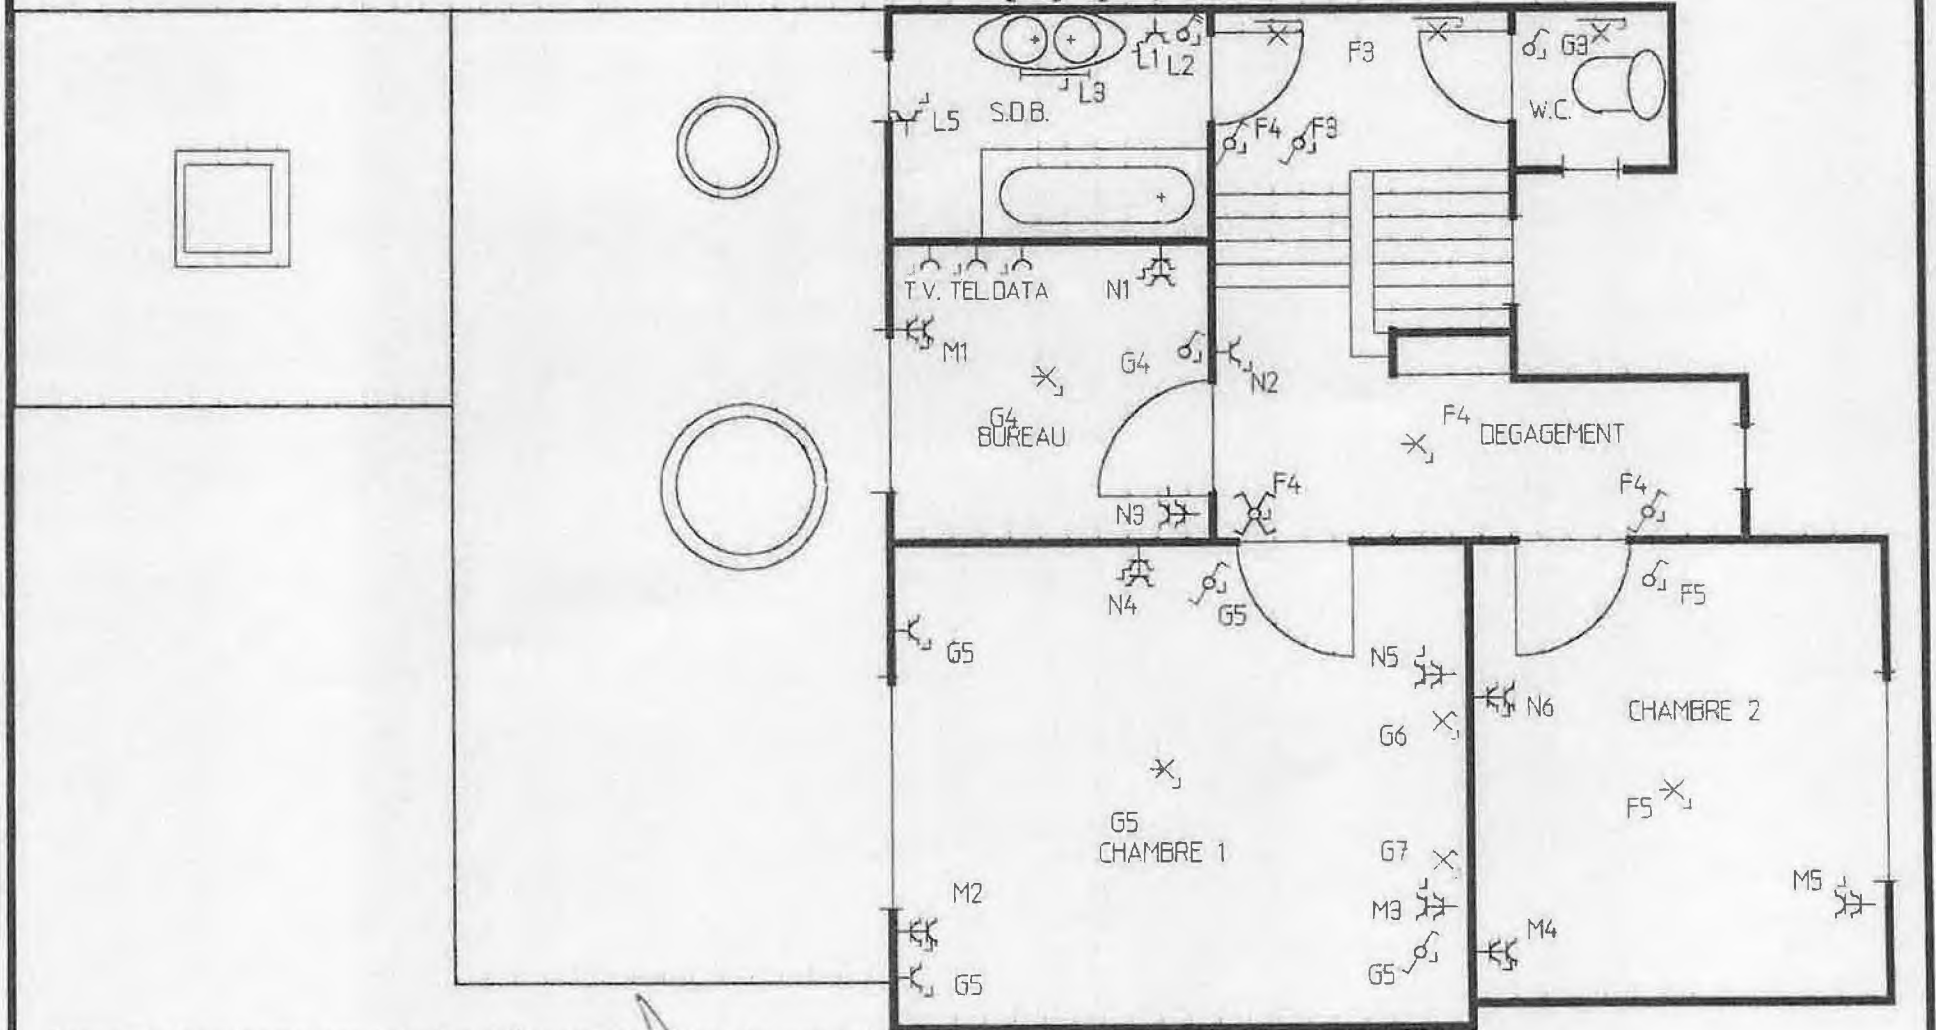 F3
G3
L1 L2
L3
L5
S.D.B.
W.C.
F4
F3
T.V. TEL DATA
N1
M1
G4
N2
G4
BUREAU
F4
DEGAGEMENT
N3
F4
F4
N4
G5
F5
G5
N5
N6
CHAMBRE 2
G6
G5
CHAMBRE 1
F5
G7
M2
M3
M5
M4
G5
G5